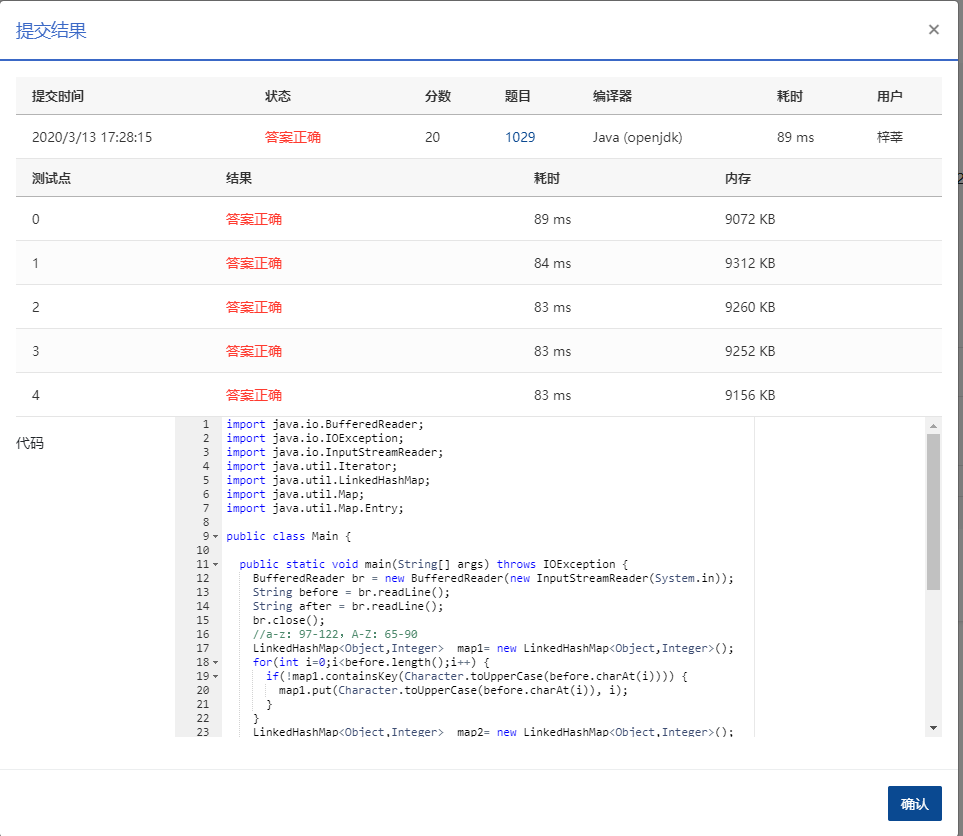 提交结果 ×
提交时间 状态 分数 题目 编译器 耗时 用户
2020/3/13 17:28:15 答案正确 20 1029 Java (openjdk) 89 ms 梓莘
测试点 结果 耗时 内存
0 答案正确 89 ms 9072 KB
1 答案正确 84 ms 9312 KB
2 答案正确 83 ms 9260 KB
3 答案正确 83 ms 9252 KB
4 答案正确 83 ms 9156 KB
代码
1 import java.io.BufferedReader;
2 import java.io.IOException;
3 import java.io.InputStreamReader;
4 import java.util.Iterator;
5 import java.util.LinkedHashMap;
6 import java.util.Map;
7 import java.util.Map.Entry;
8
9 public class Main {
10
11 public static void main(String[] args) throws IOException {
12 BufferedReader br = new BufferedReader(new InputStreamReader(System.in));
13 String before = br.readLine();
14 String after = br.readLine();
15 br.close();
16 //a-z: 97-122，A-Z: 65-90
17 LinkedHashMap<Object,Integer> map1= new LinkedHashMap<Object,Integer>();
18 for(int i=0;i<before.length();i++) {
19 if(!map1.containsKey(Character.toUpperCase(before.charAt(i)))) {
20 map1.put(Character.toUpperCase(before.charAt(i)), i);
21 }
22 }
23 LinkedHashMap<Object,Integer> map2= new LinkedHashMap<Object,Integer>();
确认